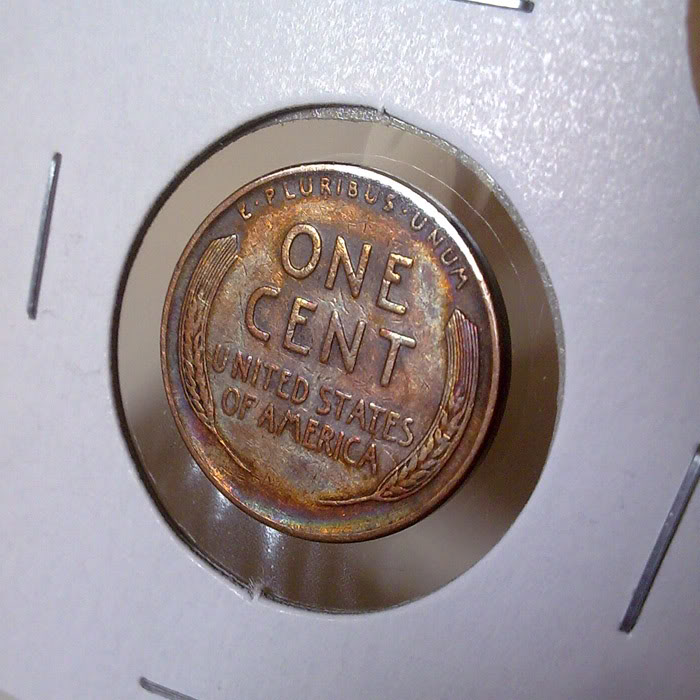 E·PLURIBUS·UNUM
ONE
CENT
UNITED STATES
OF AMERICA